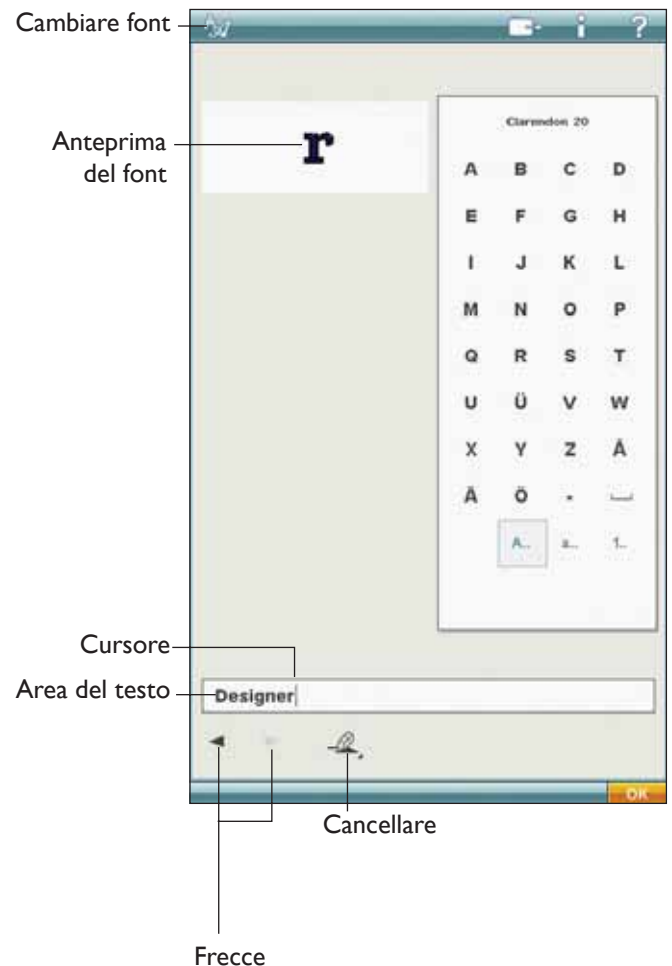 Cambiare font
?
Anteprima
del font
r
Clarendon 20
A B C D
E F G H
I J K L
M N O P
Q R S T
U Ü V W
X Y Z Å
Ä Ö .
A... a... 1...
Cursore
Area del testo
Designer
OK
Cancellare
Frecce